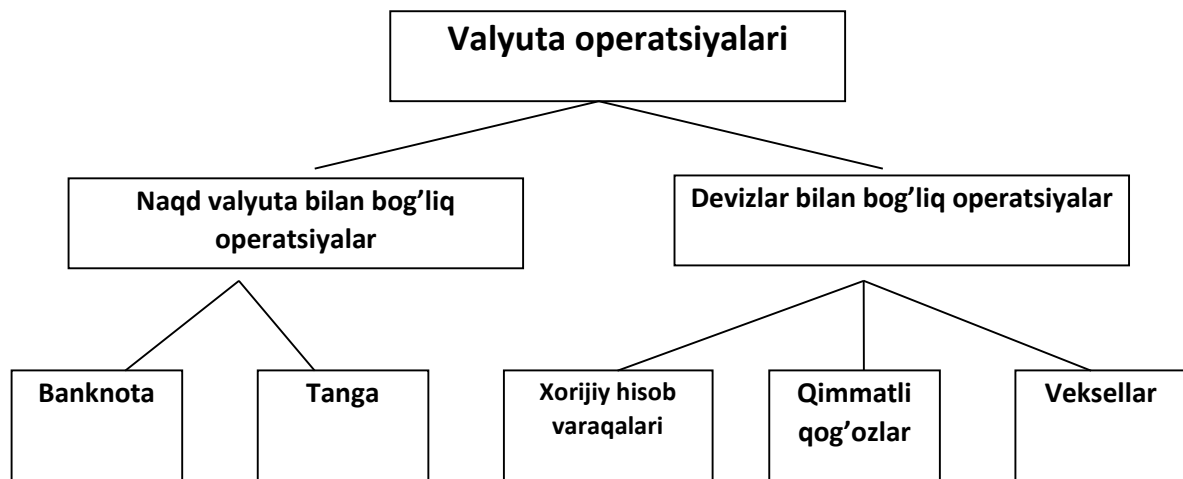 Valyuta operatsiyalari
Naqd valyuta bilan bog’liq
operatsiyalar
Devizlar bilan bog’liq operatsiyalar
Banknota
Tanga
Xorijiy hisob
varaqalari
Qimmatli
qog’ozlar
Veksellar